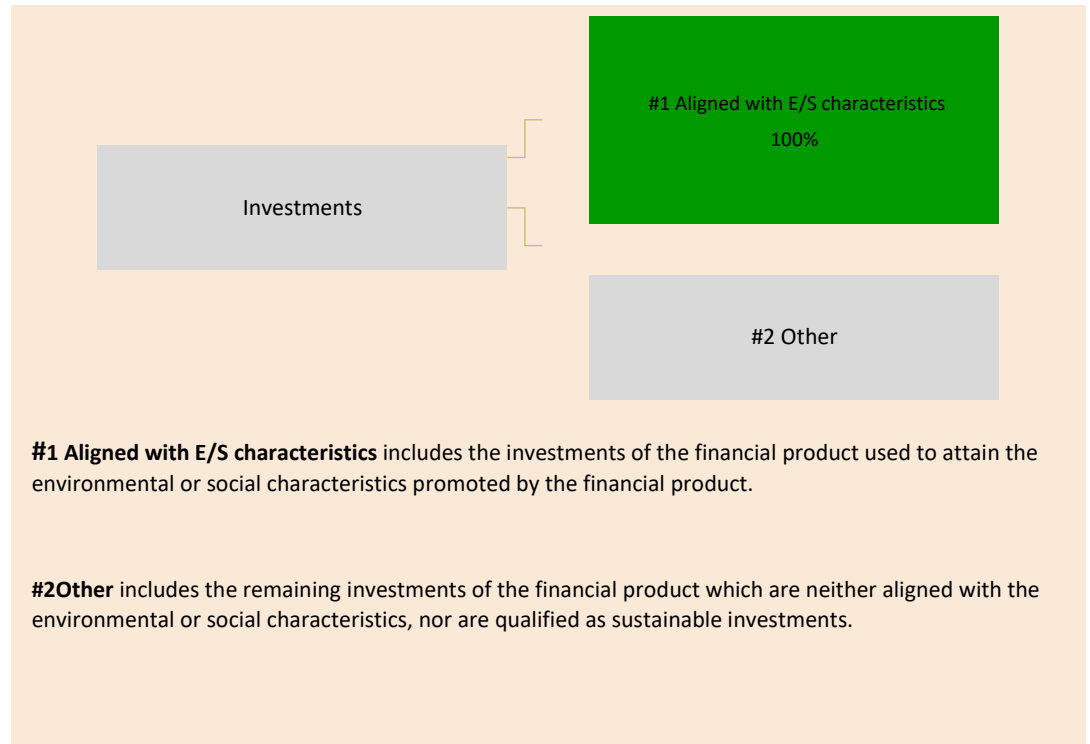 #1 Aligned with E/S characteristics
100%
Investments
#2 Other
#1 Aligned with E/S characteristics includes the investments of the financial product used to attain the
environmental or social characteristics promoted by the financial product.
#2Other includes the remaining investments of the financial product which are neither aligned with the
environmental or social characteristics, nor are qualified as sustainable investments.